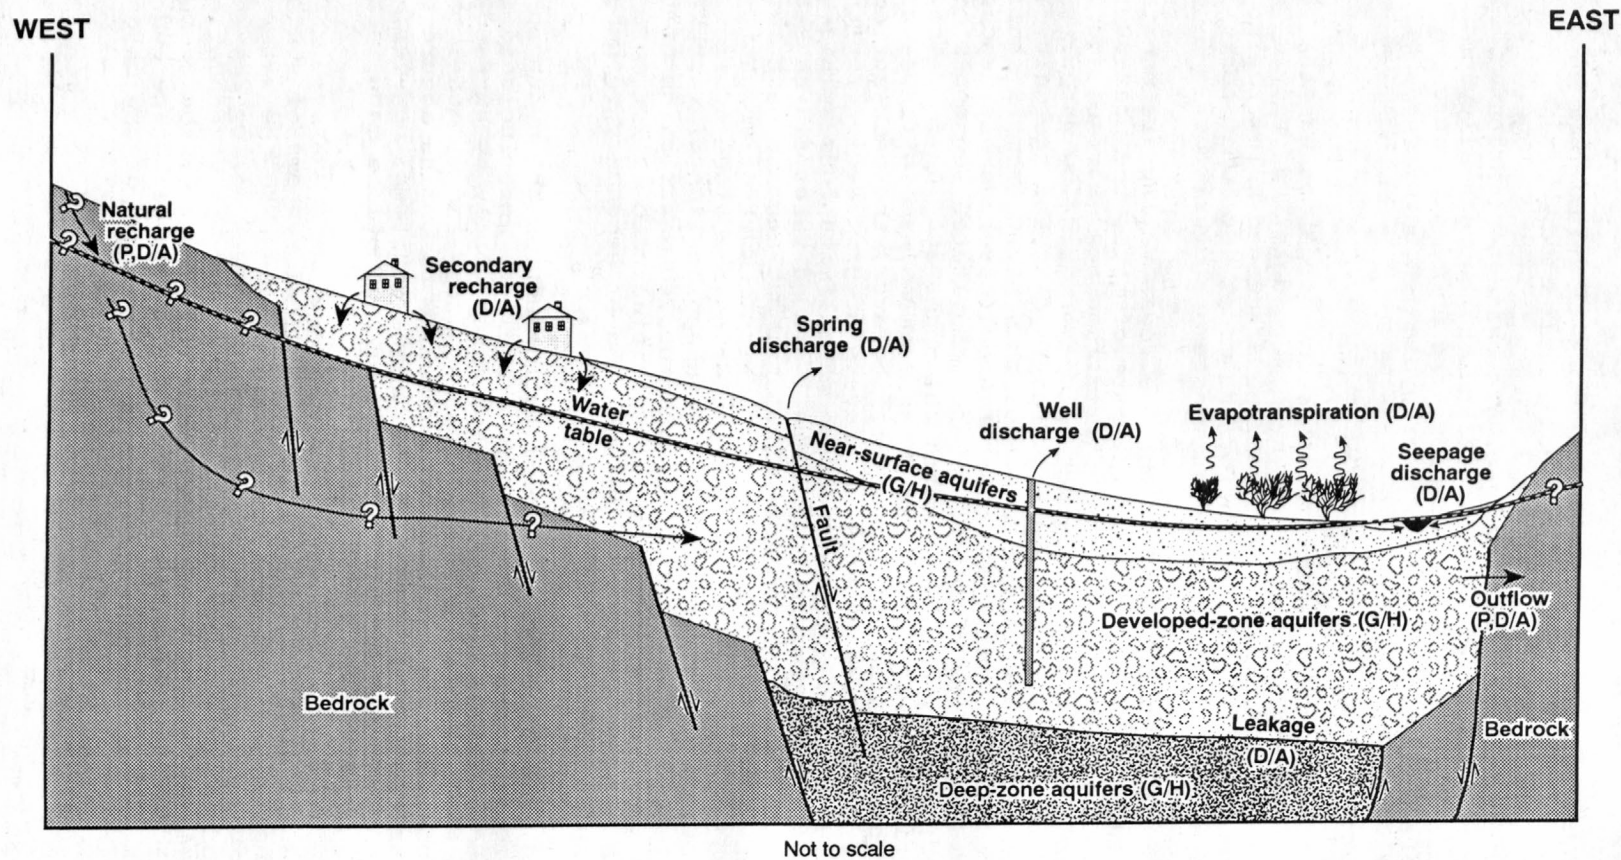 WEST
EAST
Natural
recharge
(P,D/A)
Secondary
recharge
(D/A)
Spring
discharge (D/A)
Water
table
Near-surface aquifers
(G/H)
Fault
Well
discharge (D/A)
Evapotranspiration (D/A)
Seepage
discharge
(D/A)
Developed-zone aquifers (G/H)
Outflow
(P,D/A)
Bedrock
Leakage
(D/A)
Bedrock
Deep-zone aquifers (G/H)
Not to scale
?
?
?
?
?
?
?
?
?
?